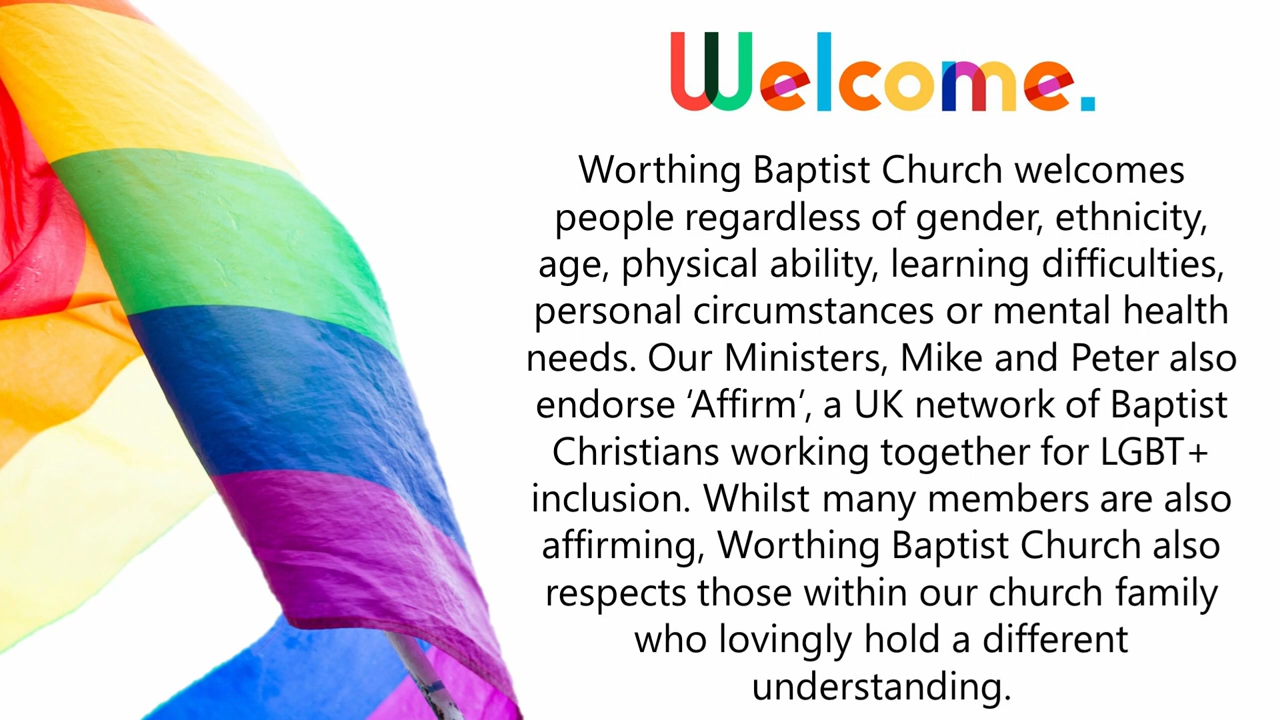 Welcome.
Worthing Baptist Church welcomes
people regardless of gender, ethnicity,
age, physical ability, learning difficulties,
personal circumstances or mental health
needs. Our Ministers, Mike and Peter also
endorse ‘Affirm’, a UK network of Baptist
Christians working together for LGBT+
inclusion. Whilst many members are also
affirming, Worthing Baptist Church also
respects those within our church family
who lovingly hold a different
understanding.